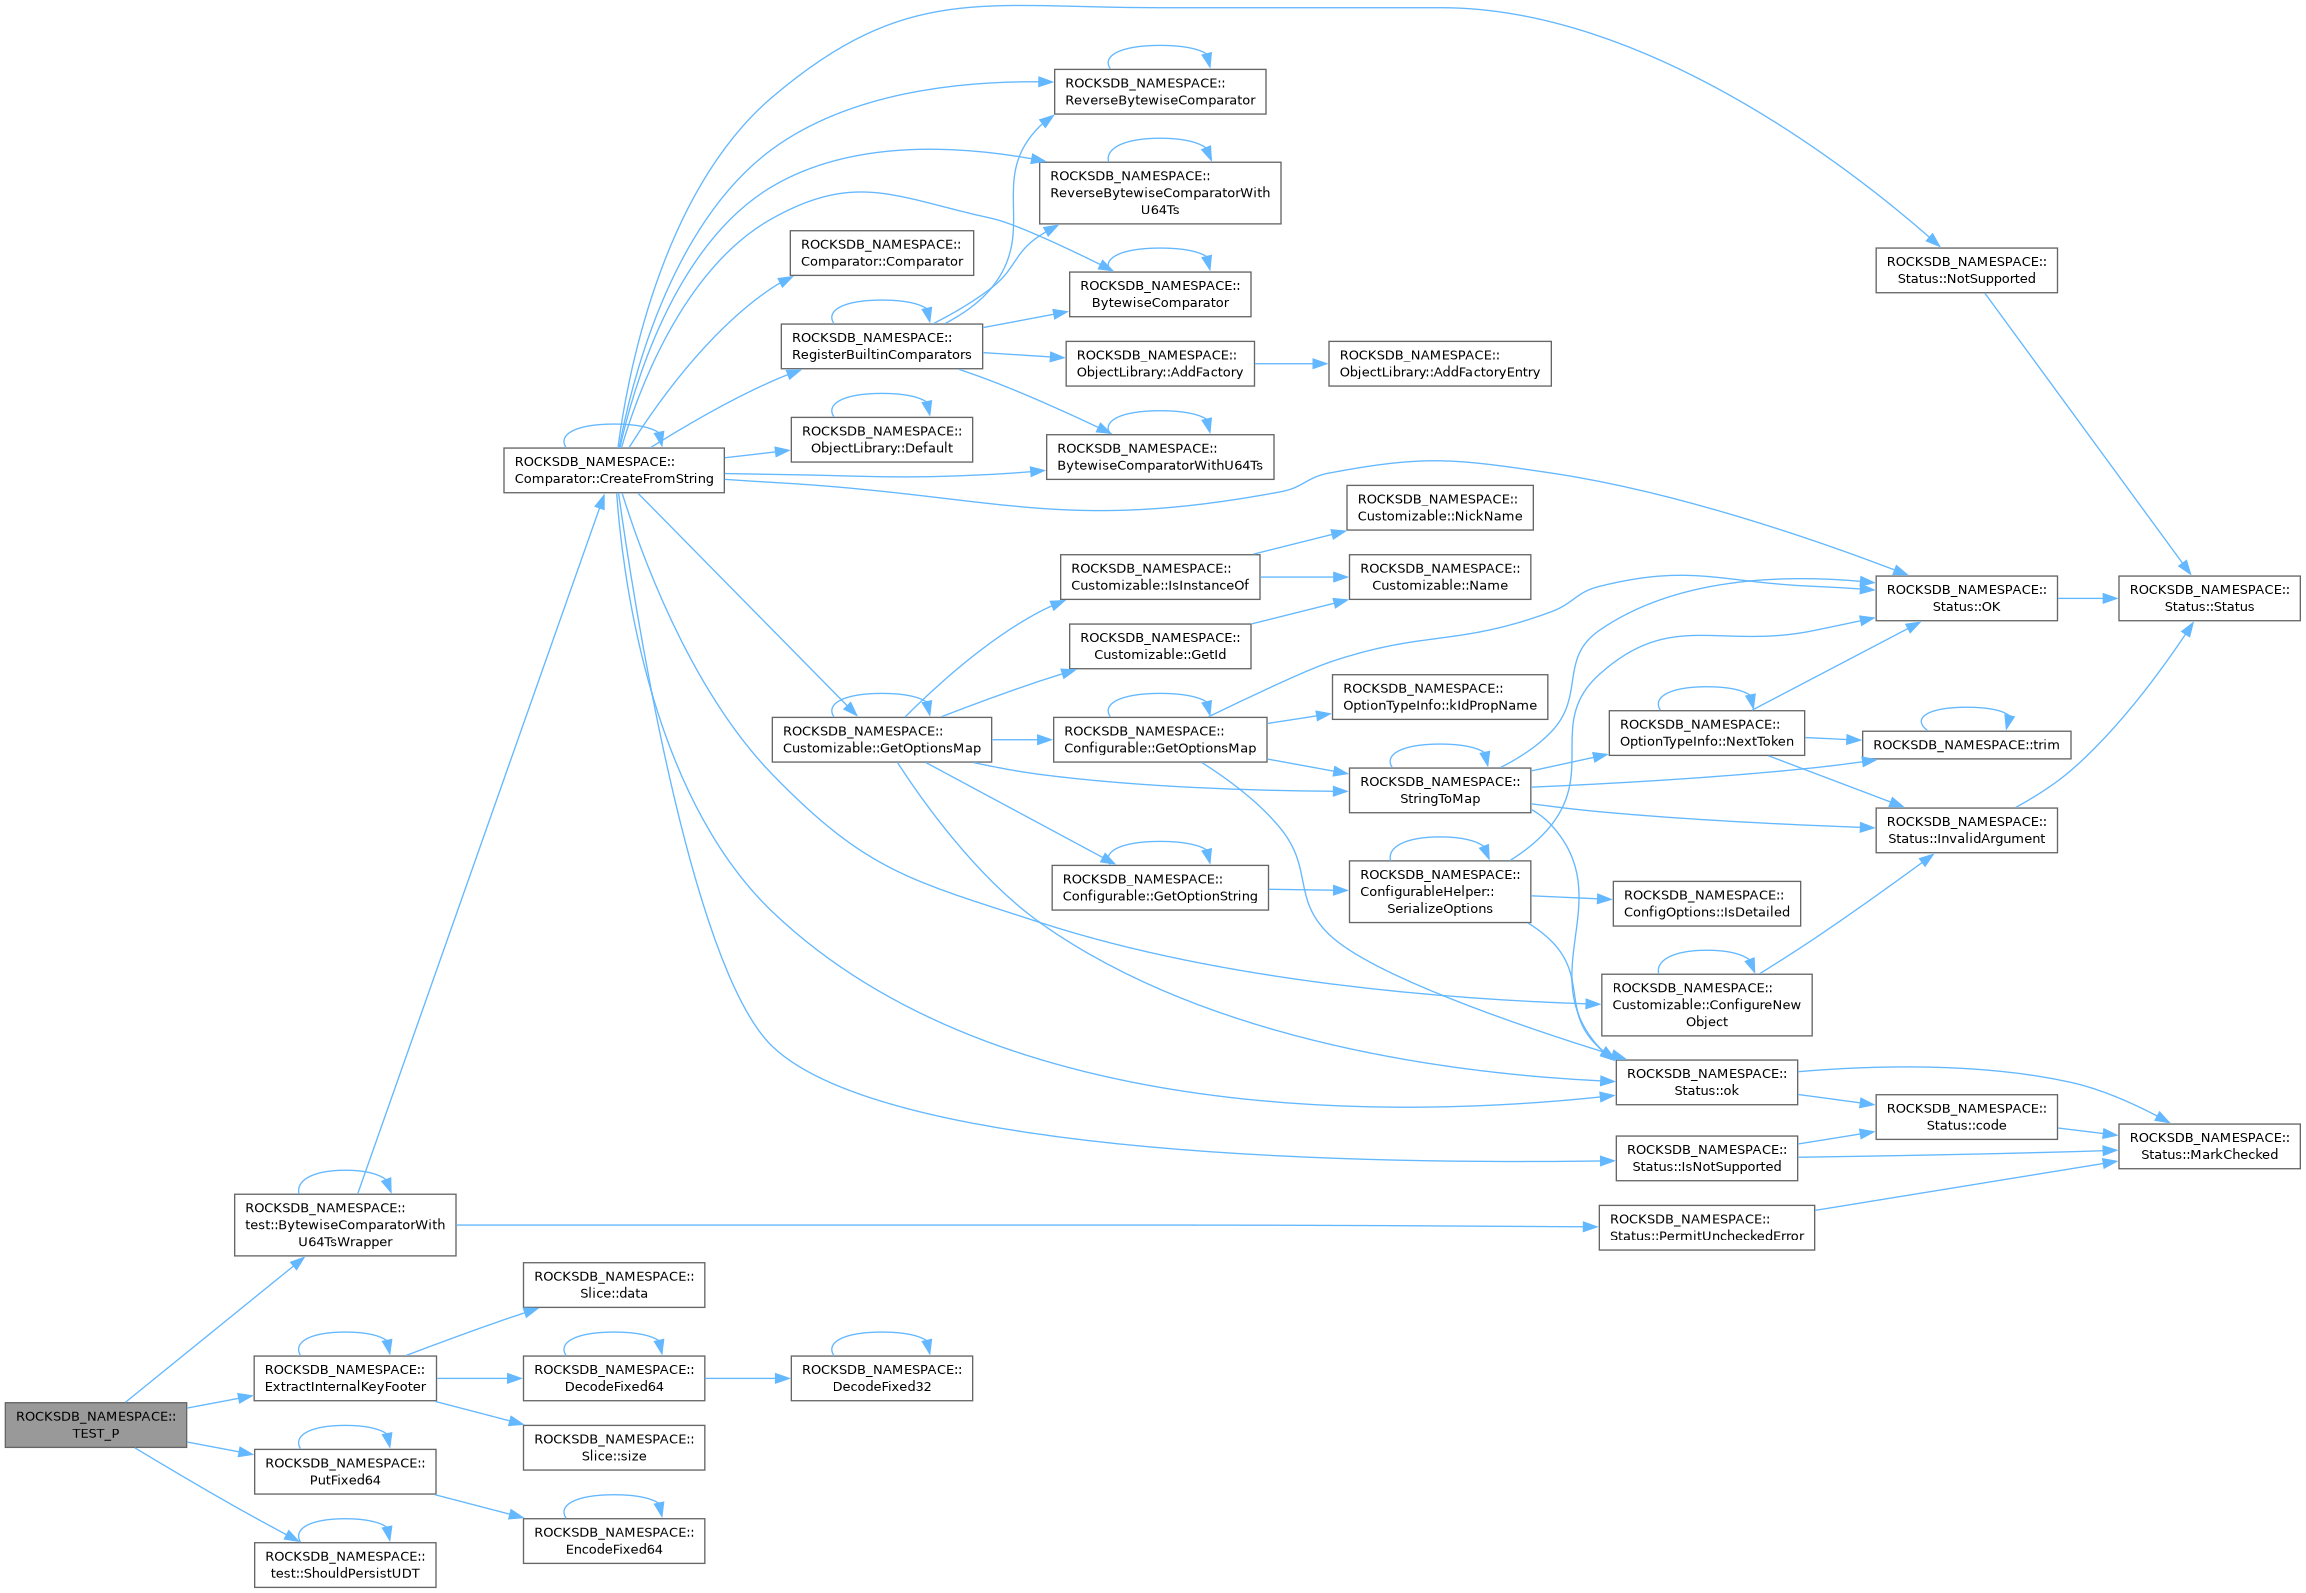 ROCKSDB_NAMESPACE::
ReverseBytewiseComparator
ROCKSDB_NAMESPACE::
ReverseBytewiseComparatorWith
U64Ts
ROCKSDB_NAMESPACE::
Comparator::Comparator
ROCKSDB_NAMESPACE::
Status::NotSupported
ROCKSDB_NAMESPACE::
BytewiseComparator
ROCKSDB_NAMESPACE::
RegisterBuiltinComparators
ROCKSDB_NAMESPACE::
ObjectLibrary::AddFactory
ROCKSDB_NAMESPACE::
ObjectLibrary::AddFactoryEntry
ROCKSDB_NAMESPACE::
ObjectLibrary::Default
ROCKSDB_NAMESPACE::
BytewiseComparatorWithU64Ts
ROCKSDB_NAMESPACE::
Comparator::CreateFromString
ROCKSDB_NAMESPACE::
Customizable::NickName
ROCKSDB_NAMESPACE::
Customizable::IsInstanceOf
ROCKSDB_NAMESPACE::
Customizable::Name
ROCKSDB_NAMESPACE::
Status::OK
ROCKSDB_NAMESPACE::
Status::Status
ROCKSDB_NAMESPACE::
Customizable::GetId
ROCKSDB_NAMESPACE::
OptionTypeInfo::kIdPropName
ROCKSDB_NAMESPACE::
Customizable::GetOptionsMap
ROCKSDB_NAMESPACE::
Configurable::GetOptionsMap
ROCKSDB_NAMESPACE::
OptionTypeInfo::NextToken
ROCKSDB_NAMESPACE::trim
ROCKSDB_NAMESPACE::
StringToMap
ROCKSDB_NAMESPACE::
Status::InvalidArgument
ROCKSDB_NAMESPACE::
Configurable::GetOptionString
ROCKSDB_NAMESPACE::
ConfigurableHelper::
SerializeOptions
ROCKSDB_NAMESPACE::
ConfigOptions::IsDetailed
ROCKSDB_NAMESPACE::
Customizable::ConfigureNew
Object
ROCKSDB_NAMESPACE::
Status::ok
ROCKSDB_NAMESPACE::
Status::code
ROCKSDB_NAMESPACE::
Status::MarkChecked
ROCKSDB_NAMESPACE::
Status::IsNotSupported
ROCKSDB_NAMESPACE::
test::BytewiseComparatorWith
U64TsWrapper
ROCKSDB_NAMESPACE::
Status::PermitUncheckedError
ROCKSDB_NAMESPACE::
Slice::data
ROCKSDB_NAMESPACE::
ExtractInternalKeyFooter
ROCKSDB_NAMESPACE::
DecodeFixed64
ROCKSDB_NAMESPACE::
DecodeFixed32
ROCKSDB_NAMESPACE::
TEST_P
ROCKSDB_NAMESPACE::
Slice::size
ROCKSDB_NAMESPACE::
PutFixed64
ROCKSDB_NAMESPACE::
EncodeFixed64
ROCKSDB_NAMESPACE::
test::ShouldPersistUDT